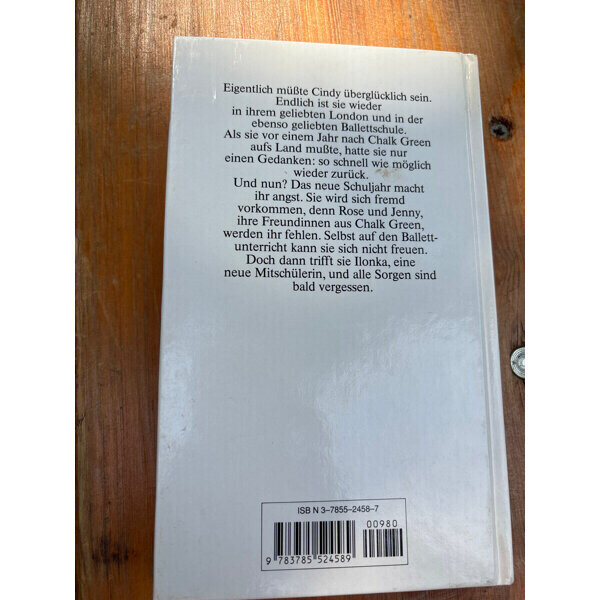 Eigentlich müßte Cindy überglücklich sein.
Endlich ist sie wieder
in ihrem geliebten London und in der
ebenso geliebten Ballettschule.
Als sie vor einem Jahr nach Chalk Green
aufs Land mußte, hatte sie nur
einen Gedanken: so schnell wie möglich
wieder zurück.
Und nun? Das neue Schuljahr macht
ihr angst. Sie wird sich fremd
vorkommen, denn Rose und Jenny,
ihre Freundinnen aus Chalk Green,
werden ihr fehlen. Selbst auf den Ballett-
unterricht kann sie sich nicht freuen.
Doch dann trifft sie Ilonka, eine
neue Mitschülerin, und alle Sorgen sind
bald vergessen.
ISB N 3-7855-2458-7
00980
9 783785 524589